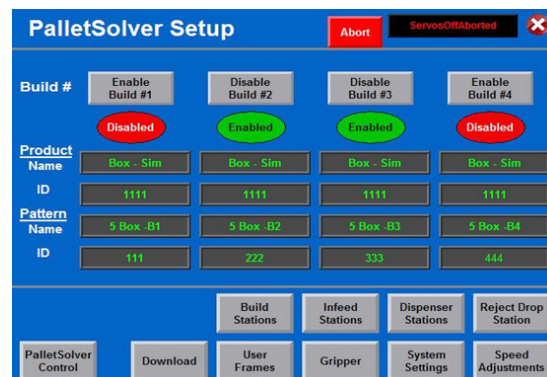 PalletSolver Setup
Abort
ServosOffAborted
Build #
Enable
Build #1
Disable
Build #2
Disable
Build #3
Enable
Build #4
Disabled
Enabled
Enabled
Disabled
Product
Name
Box - Sim
Box - Sim
Box - Sim
Box - Sim
ID
1111
1111
1111
1111
Pattern
Name
5 Box -B1
5 Box -B2
5 Box -B3
5 Box -B4
ID
111
222
333
444
Build
Stations
Infeed
Stations
Dispenser
Stations
Reject Drop
Station
PalletSolver
Control
Download
User
Frames
Gripper
System
Settings
Speed
Adjustments